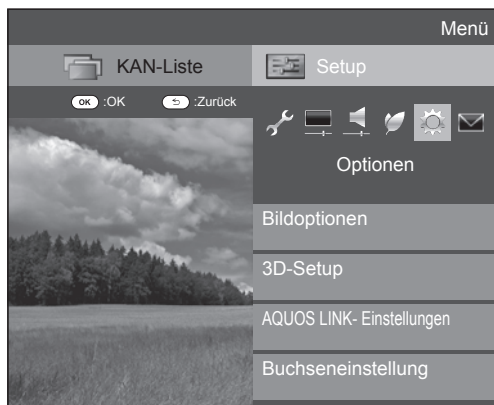 Menü
KAN-Liste
Setup
OK :OK :Zurück
Optionen
Bildoptionen
3D-Setup
AQUOS LINK- Einstellungen
Buchseneinstellung